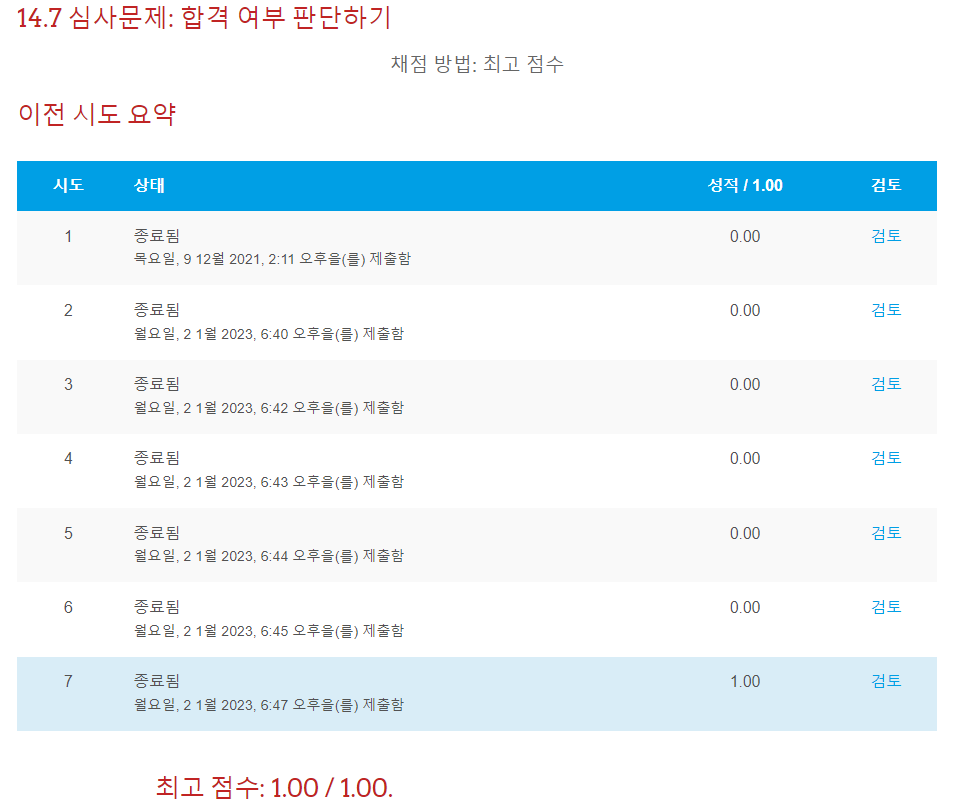 14.7 심사문제: 합격 여부 판단하기
채점 방법: 최고 점수
이전 시도 요약
시도 상태 성적 / 1.00 검토
1 종료됨 0.00 검토
목요일, 9 12월 2021, 2:11 오후을(를) 제출함
2 종료됨 0.00 검토
월요일, 2 1월 2023, 6:40 오후을(를) 제출함
3 종료됨 0.00 검토
월요일, 2 1월 2023, 6:42 오후을(를) 제출함
4 종료됨 0.00 검토
월요일, 2 1월 2023, 6:43 오후을(를) 제출함
5 종료됨 0.00 검토
월요일, 2 1월 2023, 6:44 오후을(를) 제출함
6 종료됨 0.00 검토
월요일, 2 1월 2023, 6:45 오후을(를) 제출함
7 종료됨 1.00 검토
월요일, 2 1월 2023, 6:47 오후을(를) 제출함
최고 점수: 1.00 / 1.00.